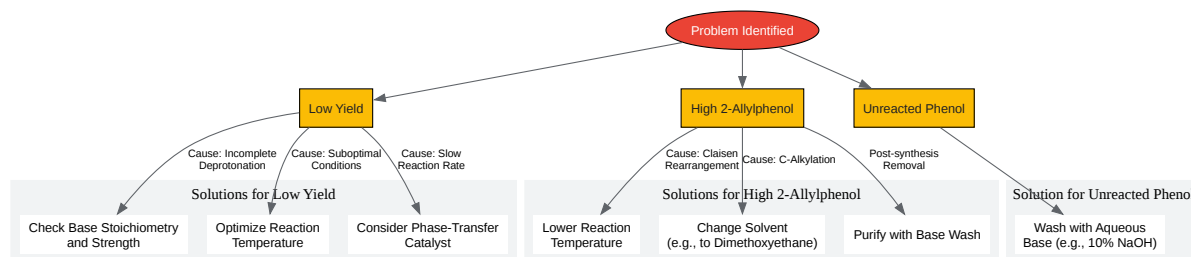 Problem Identified
Low Yield
High 2-Allylphenol
Unreacted Phenol
Cause: Incomplete
Deprotonation
Cause: Suboptimal
Conditions
Cause: Slow
Reaction Rate
Cause: Claisen
Rearrangement
Cause: C-Alkylation
Post-synthesis
Removal
Solutions for Low Yield
Solutions for High 2-Allylphenol
Solution for Unreacted Pheno
Check Base Stoichiometry
and Strength
Optimize Reaction
Temperature
Consider Phase-Transfer
Catalyst
Lower Reaction
Temperature
Change Solvent
(e.g., to Dimethoxyethane)
Purify with Base Wash
Wash with Aqueous
Base (e.g., 10% NaOH)